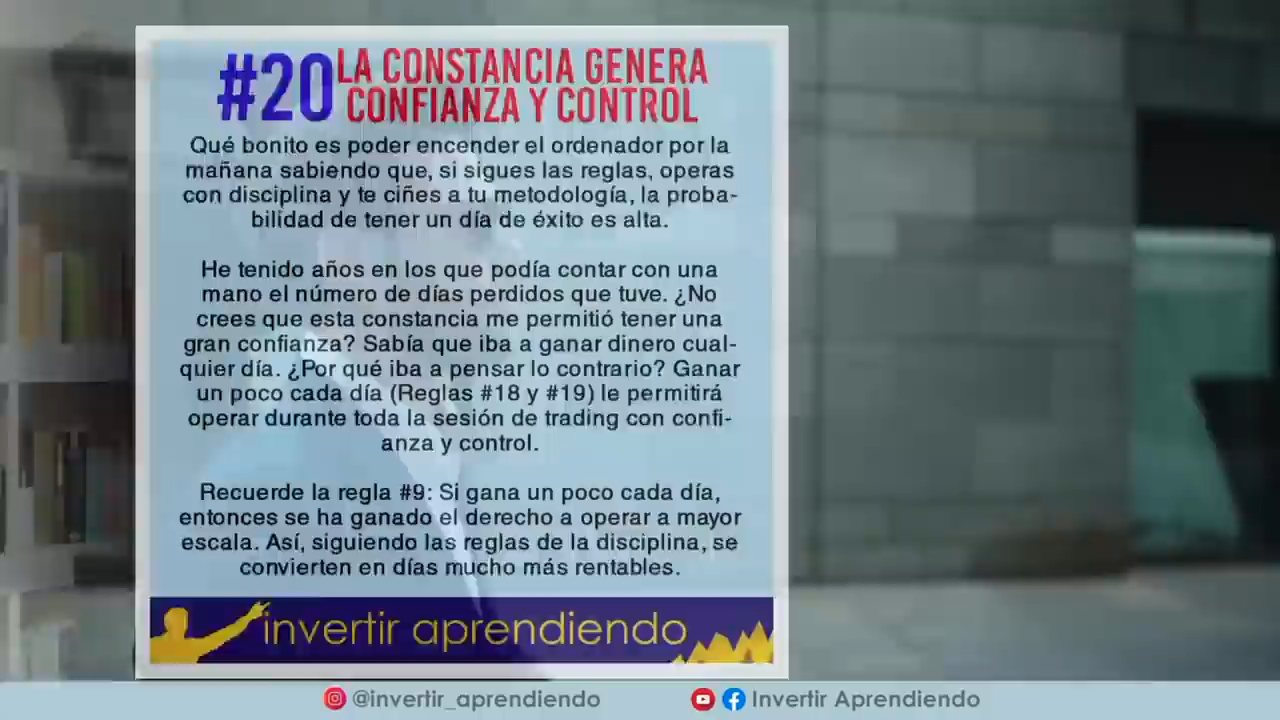 #20 LA CONSTANCIA GENERA
CONFIANZA Y CONTROL
Qué bonito es poder encender el ordenador por la
mañana sabiendo que, si sigues las reglas, operas
con disciplina y te ciñes a tu metodología, la proba-
bilidad de tener un día de éxito es alta.
He tenido años en los que podía contar con una
mano el número de días perdidos que tuve. ¿No
crees que esta constancia me permitió tener una
gran confianza? Sabía que iba a ganar dinero cual-
quier día. ¿Por qué iba a pensar lo contrario? Ganar
un poco cada día (Reglas #18 y #19) le permitirá
operar durante toda la sesión de trading con confi-
anza y control.
Recuerde la regla #9: Si gana un poco cada día,
entonces se ha ganado el derecho a operar a mayor
escala. Así, siguiendo las reglas de la disciplina, se
convierten en días mucho más rentables.
invertir aprendiendo
@invertir_aprendiendo
Invertir Aprendiendo